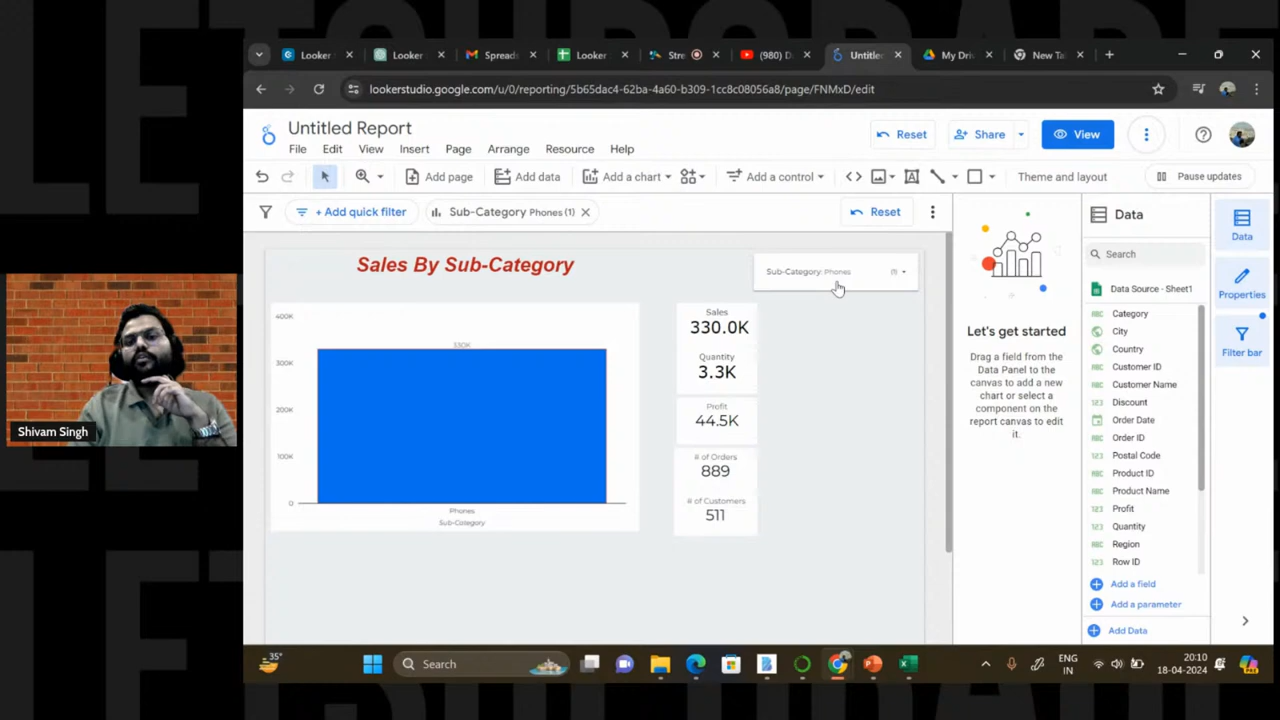 Looker
Looker
Spreads
Looker
Stre
(980) D
Untitle
My Driv
New Ta
lookerstudio.google.com/u/0/reporting/5b65dac4-62ba-4a60-b309-1cc8c08056a8/page/FNMxD/edit
Untitled Report
Reset
Share
View
File Edit View Insert Format Page Arrange Resource Help
Add page
Add data
Add a chart
Add a control
Theme and layout
Pause updates
+ Add quick filter
Sub-Category Phones (1)
Reset
Data
Search
Data
Properties
Filter bar
Sales By Sub-Category
Sub-Category: Phones (1)
400K
300K
200K
100K
0
330K
Phones
Sub-Category
Sales
330.0K
Quantity
3.3K
Profit
44.5K
# of Orders
889
# of Customers
511
Let's get started
Drag a field from the
Data Panel to the
canvas to add a new
chart or select a
component on the
report canvas to edit
it.
Data Source - Sheet1
Category
City
Country
Customer ID
Customer Name
Discount
Order Date
Order ID
Postal Code
Product ID
Product Name
Profit
Quantity
Region
Row ID
Add a field
Add a parameter
Add Data
Shivam Singh
35°
Search
ENG
IN
20:10
18-04-2024